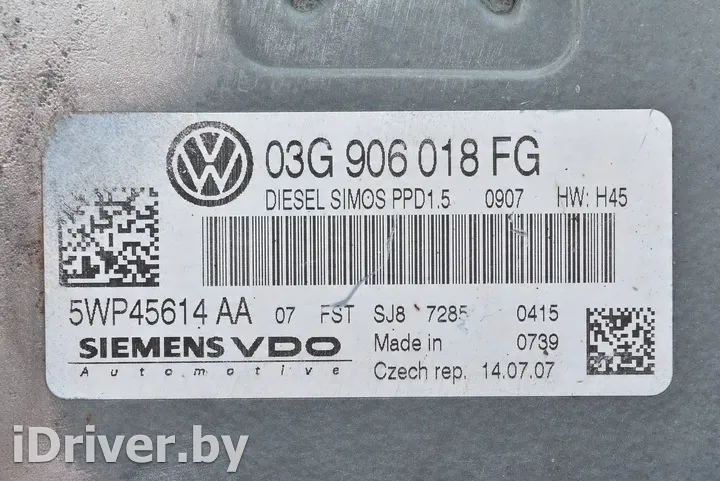 VW
03G 906 018 FG
DIESEL SIMOS PPD1.5 0907 HW: H45
5WP45614 AA 07 FST SJ8 7285 0415
SIEMENS VDO Made in 0739
Automotive Czech rep. 14.07.07
iDriver.by